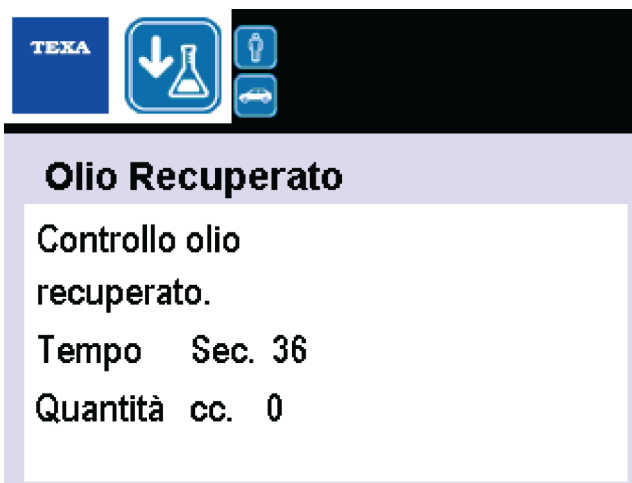 TEXA
Olio Recuperato
Controllo olio
recuperato.
Tempo Sec. 36
Quantità cc. 0